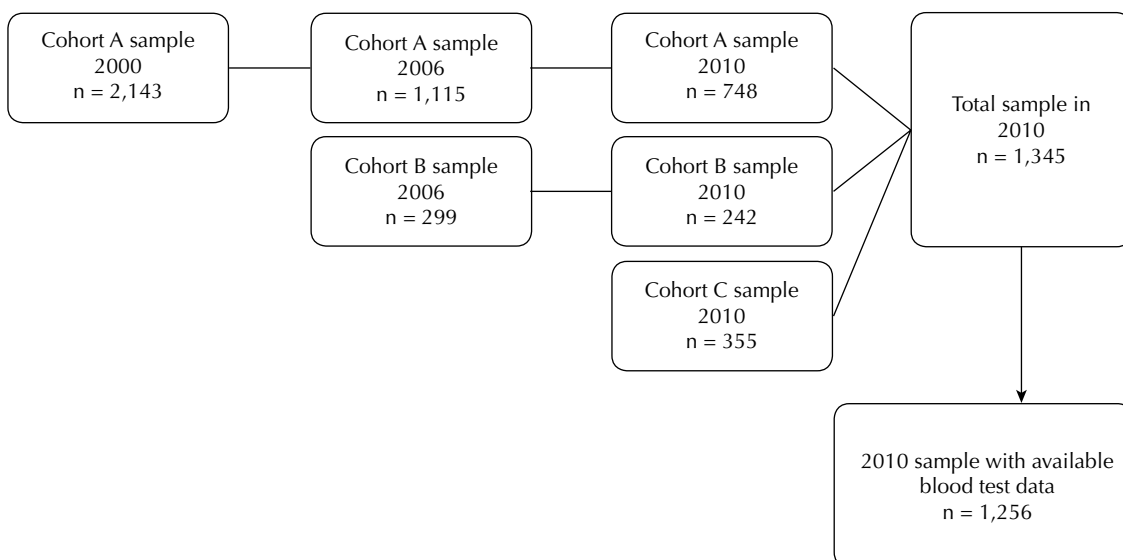 Cohort A sample
2000
n = 2,143
Cohort A sample
2006
n = 1,115
Cohort A sample
2010
n = 748
Total sample in
2010
n = 1,345
Cohort B sample
2006
n = 299
Cohort B sample
2010
n = 242
Cohort C sample
2010
n = 355
2010 sample with available
blood test data
n = 1,256